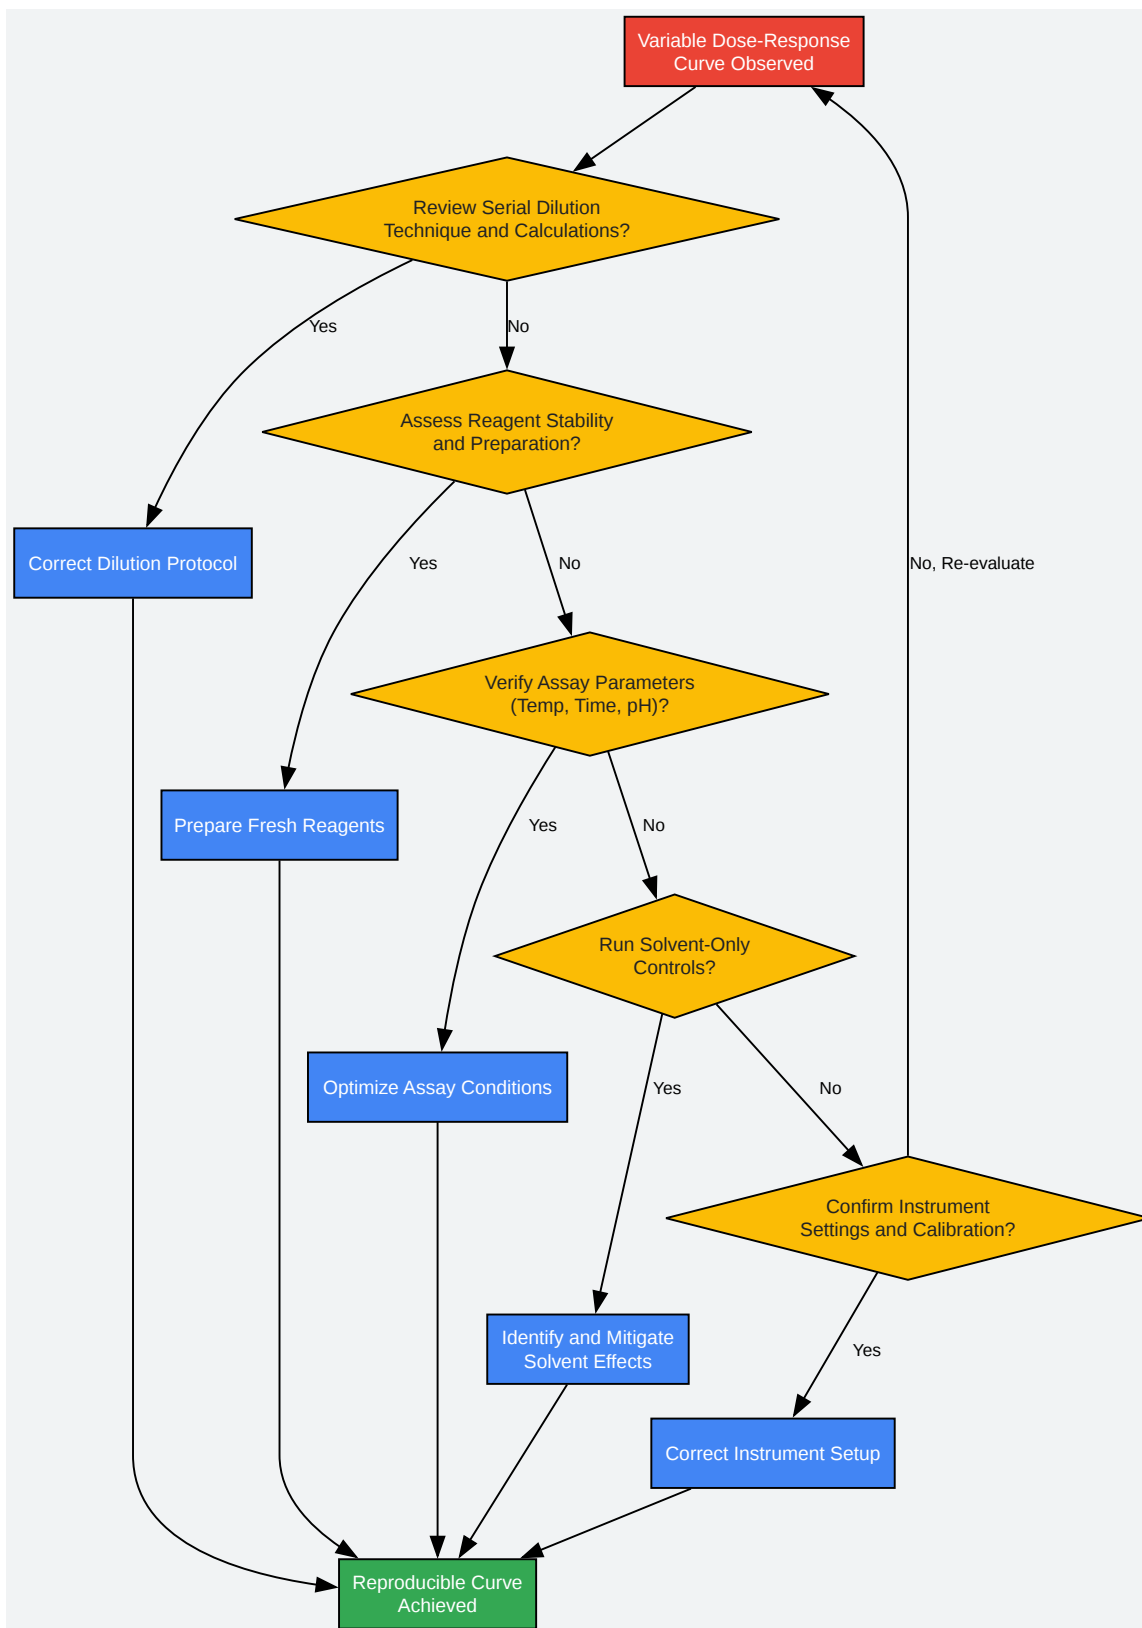 Variable Dose-Response
Curve Observed
Review Serial Dilution
Technique and Calculations?
Yes
No
Assess Reagent Stability
and Preparation?
Correct Dilution Protocol
Yes
No
No, Re-evaluate
Verify Assay Parameters
(Temp, Time, pH)?
Prepare Fresh Reagents
Yes
No
Run Solvent-Only
Controls?
Optimize Assay Conditions
Yes
No
Confirm Instrument
Settings and Calibration?
Identify and Mitigate
Solvent Effects
Yes
Correct Instrument Setup
Reproducible Curve
Achieved